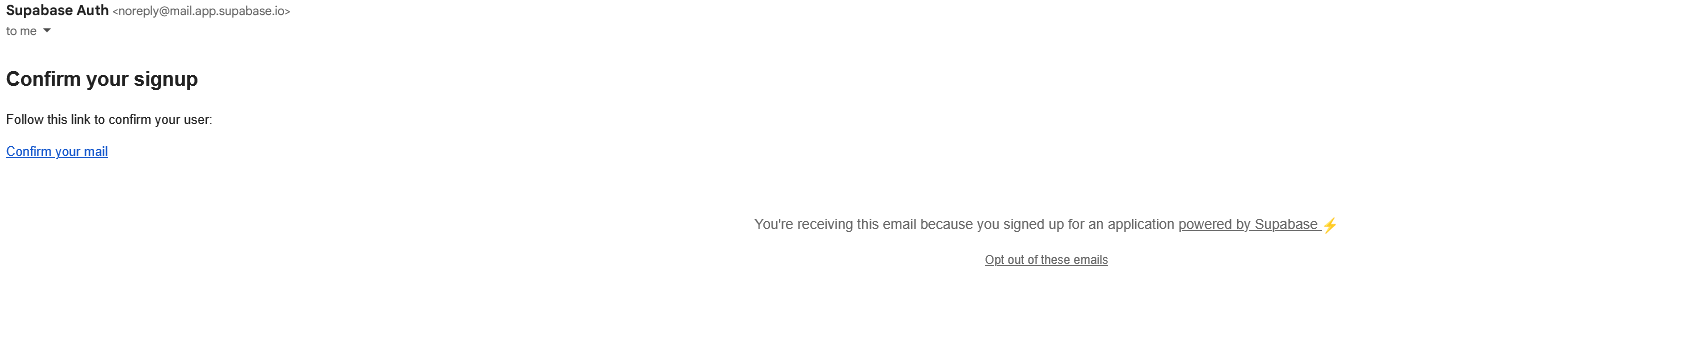 Supabase Auth <noreply@mail.app.supabase.io>
to me
Confirm your signup
Follow this link to confirm your user:
Confirm your mail
You're receiving this email because you signed up for an application powered by Supabase ⚡
Opt out of these emails